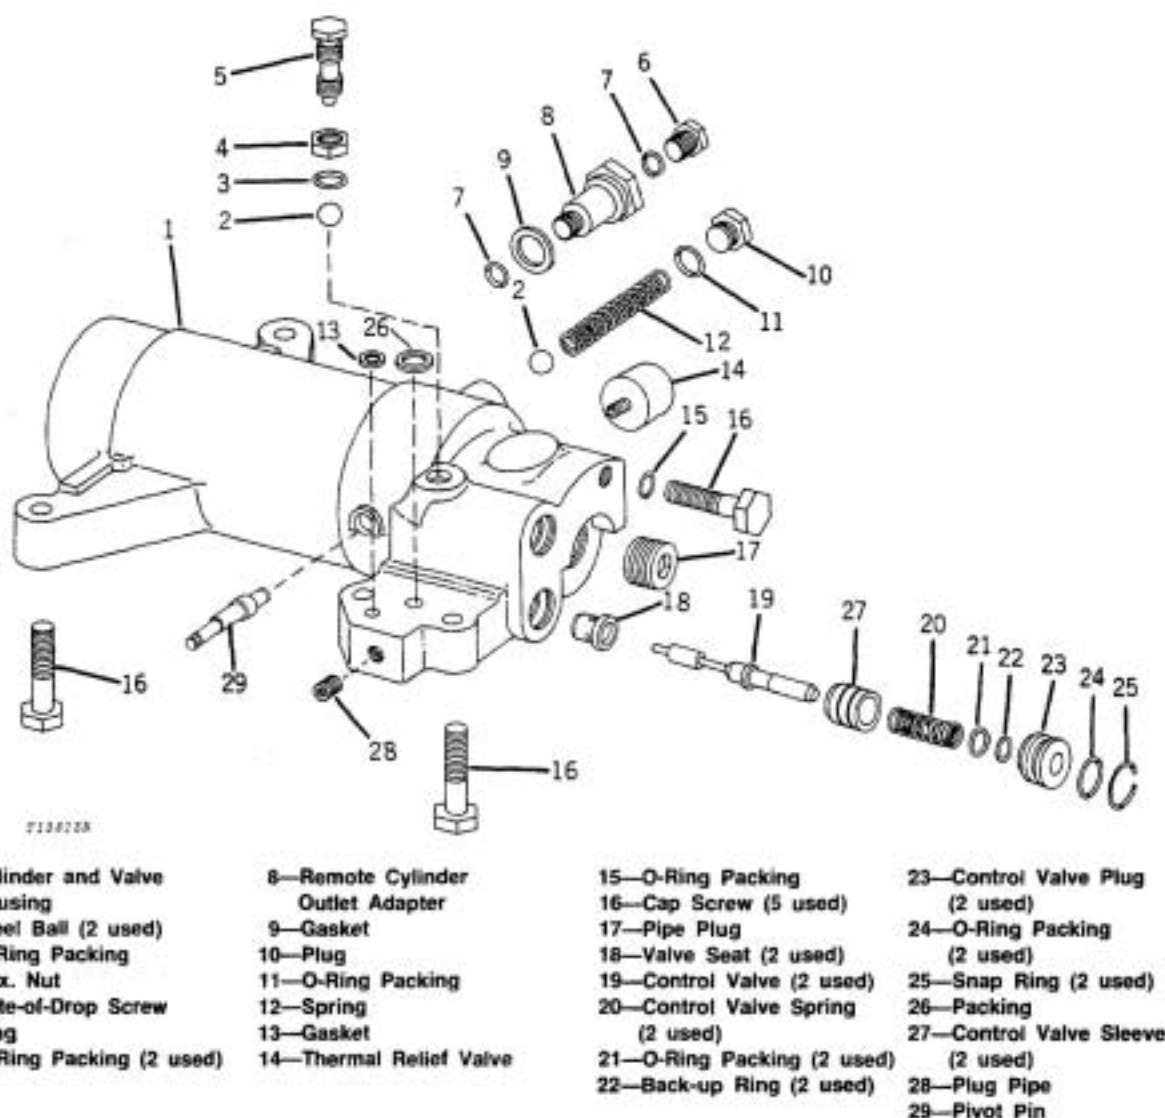 5
6
7
8
4
9
3
7
2
1
2
10
11
13
26
12
14
15
16
17
18
19
27
20
21
22
23
24
25
16
29
28
16
linder and Valve
using
eel Ball (2 used)
Ring Packing
x. Nut
te-of-Drop Screw
ng
Ring Packing (2 used)
8—Remote Cylinder
Outlet Adapter
9—Gasket
10—Plug
11—O-Ring Packing
12—Spring
13—Gasket
14—Thermal Relief Valve
15—O-Ring Packing
16—Cap Screw (5 used)
17—Pipe Plug
18—Valve Seat (2 used)
19—Control Valve (2 used)
20—Control Valve Spring
(2 used)
21—O-Ring Packing (2 used)
22—Back-up Ring (2 used)
23—Control Valve Plug
(2 used)
24—O-Ring Packing
(2 used)
25—Snap Ring (2 used)
26—Packing
27—Control Valve Sleeve
(2 used)
28—Plug Pipe
29—Pivot Pin